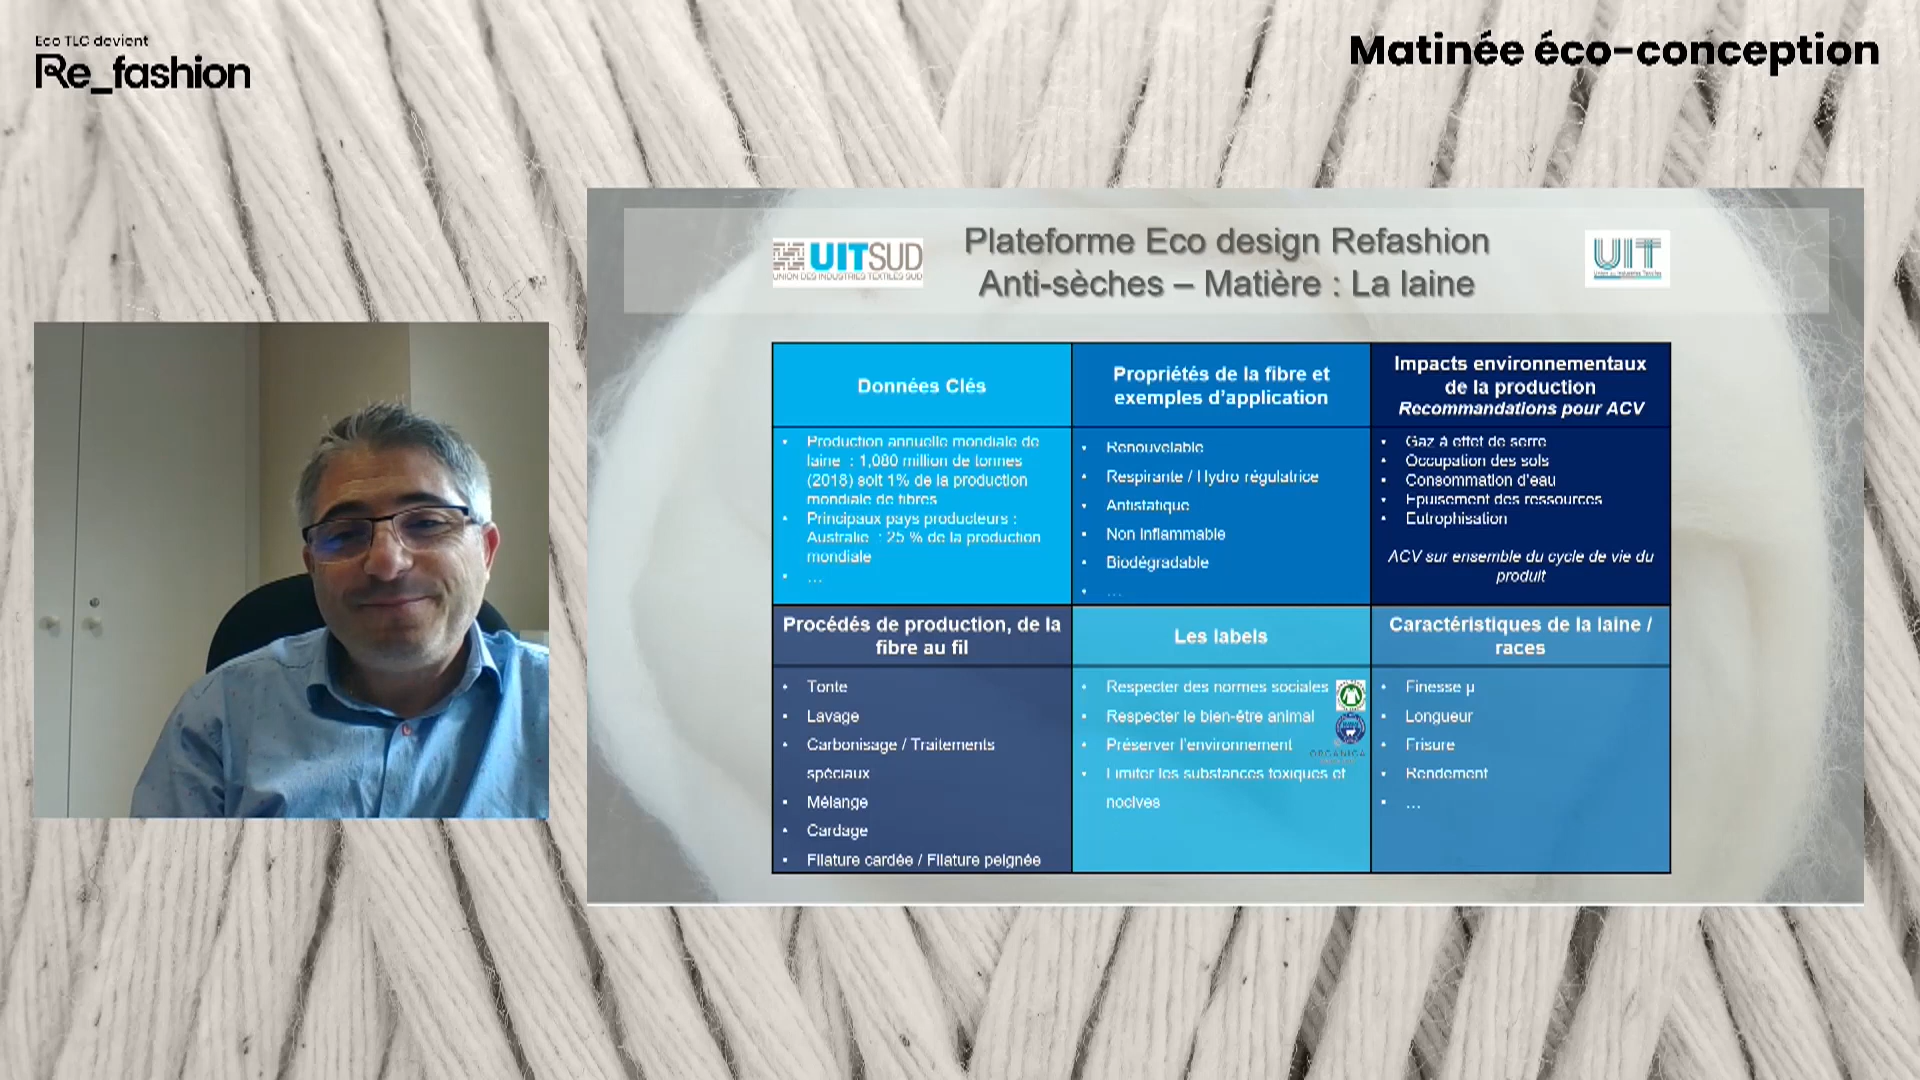 Eco TLC devient
Re_fashion
Matinée éco-conception
UITSUD
UNION DES INDUSTRIES TEXTILES SUD
Plateforme Eco design Refashion
Anti-sèches – Matière : La laine
UIT
Union des Industries Textiles
Données Clés
Production annuelle mondiale de
laine : 1,080 million de tonnes
(2018) soit 1% de la production
mondiale de fibres
Principaux pays producteurs :
Australie : 25 % de la production
mondiale
...
Propriétés de la fibre et
exemples d'application
Renouvelable
Respirante / Hydro régulatrice
Antistatique
Non inflammable
Biodégradable
...
Impacts environnementaux
de la production
Recommandations pour ACV
Gaz à effet de serre
Occupation des sols
Consommation d'eau
Epuisement des ressources
Eutrophisation
ACV sur ensemble du cycle de vie du
produit
Procédés de production, de la
fibre au fil
Tonte
Lavage
Carbonisage / Traitements
spéciaux
Mélange
Cardage
Filature cardée / Filature peignée
Les labels
Respecter des normes sociales
Respecter le bien-être animal
Préserver l'environnement
Limiter les substances toxiques et
nocives
ORGANICA
Caractéristiques de la laine /
races
Finesse µ
Longueur
Frisure
Rendement
...